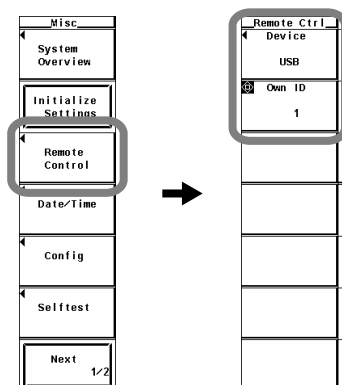 Misc
System
Overview
Initialize
Settings
Remote
Control
Date/Time
Config
Selftest
Next
1/2
Remote Ctrl
Device
USB
Own ID
1